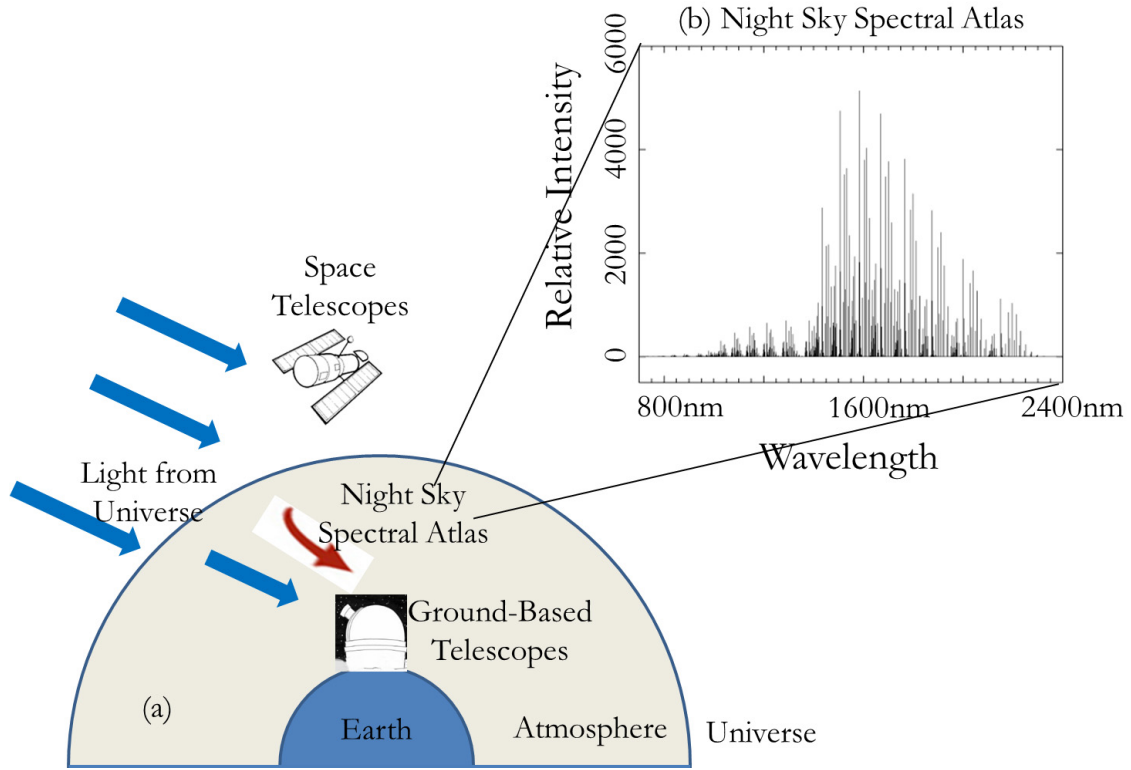 (b) Night Sky Spectral Atlas
6000
4000
2000
0
Relative Intensity
800nm
1600nm
2400nm
Wavelength
Space
Telescopes
Light from
Universe
Night Sky
Spectral Atlas
Ground-Based
Telescopes
(a)
Earth
Atmosphere
Universe